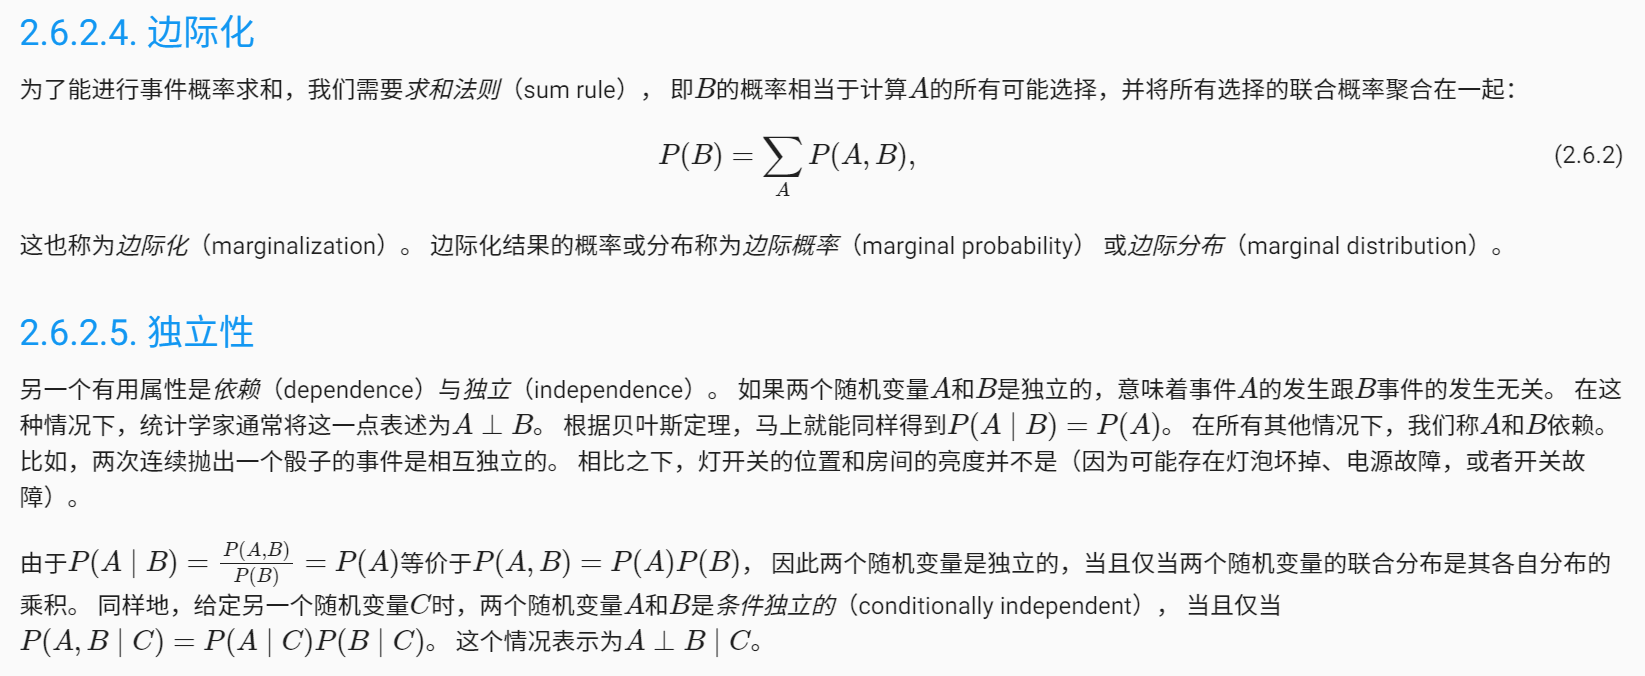 2.6.2.4. 边际化
为了能进行事件概率求和，我们需要求和法则（sum rule）， 即B的概率相当于计算A的所有可能选择，并将所有选择的联合概率聚合在一起：
P(B) = ∑_A P(A, B), (2.6.2)
这也称为边际化（marginalization）。 边际化结果的概率或分布称为边际概率（marginal probability） 或边际分布（marginal distribution）。
2.6.2.5. 独立性
另一个有用属性是依赖（dependence）与独立（independence）。 如果两个随机变量A和B是独立的，意味着事件A的发生跟B事件的发生无关。 在这
种情况下，统计学家通常将这一点表述为A ⊥ B。 根据贝叶斯定理，马上就能同样得到P(A | B) = P(A)。 在所有其他情况下，我们称A和B依赖。
比如，两次连续抛出一个骰子的事件是相互独立的。 相比之下，灯开关的位置和房间的亮度并不是（因为可能存在灯泡坏掉、电源故障，或者开关故
障）。
由于P(A | B) = P(A,B)/P(B) = P(A)等价于P(A, B) = P(A)P(B)， 因此两个随机变量是独立的，当且仅当两个随机变量的联合分布是其各自分布的
乘积。 同样地，给定另一个随机变量C时，两个随机变量A和B是条件独立的（conditionally independent）， 当且仅当
P(A, B | C) = P(A | C)P(B | C)。 这个情况表示为A ⊥ B | C。